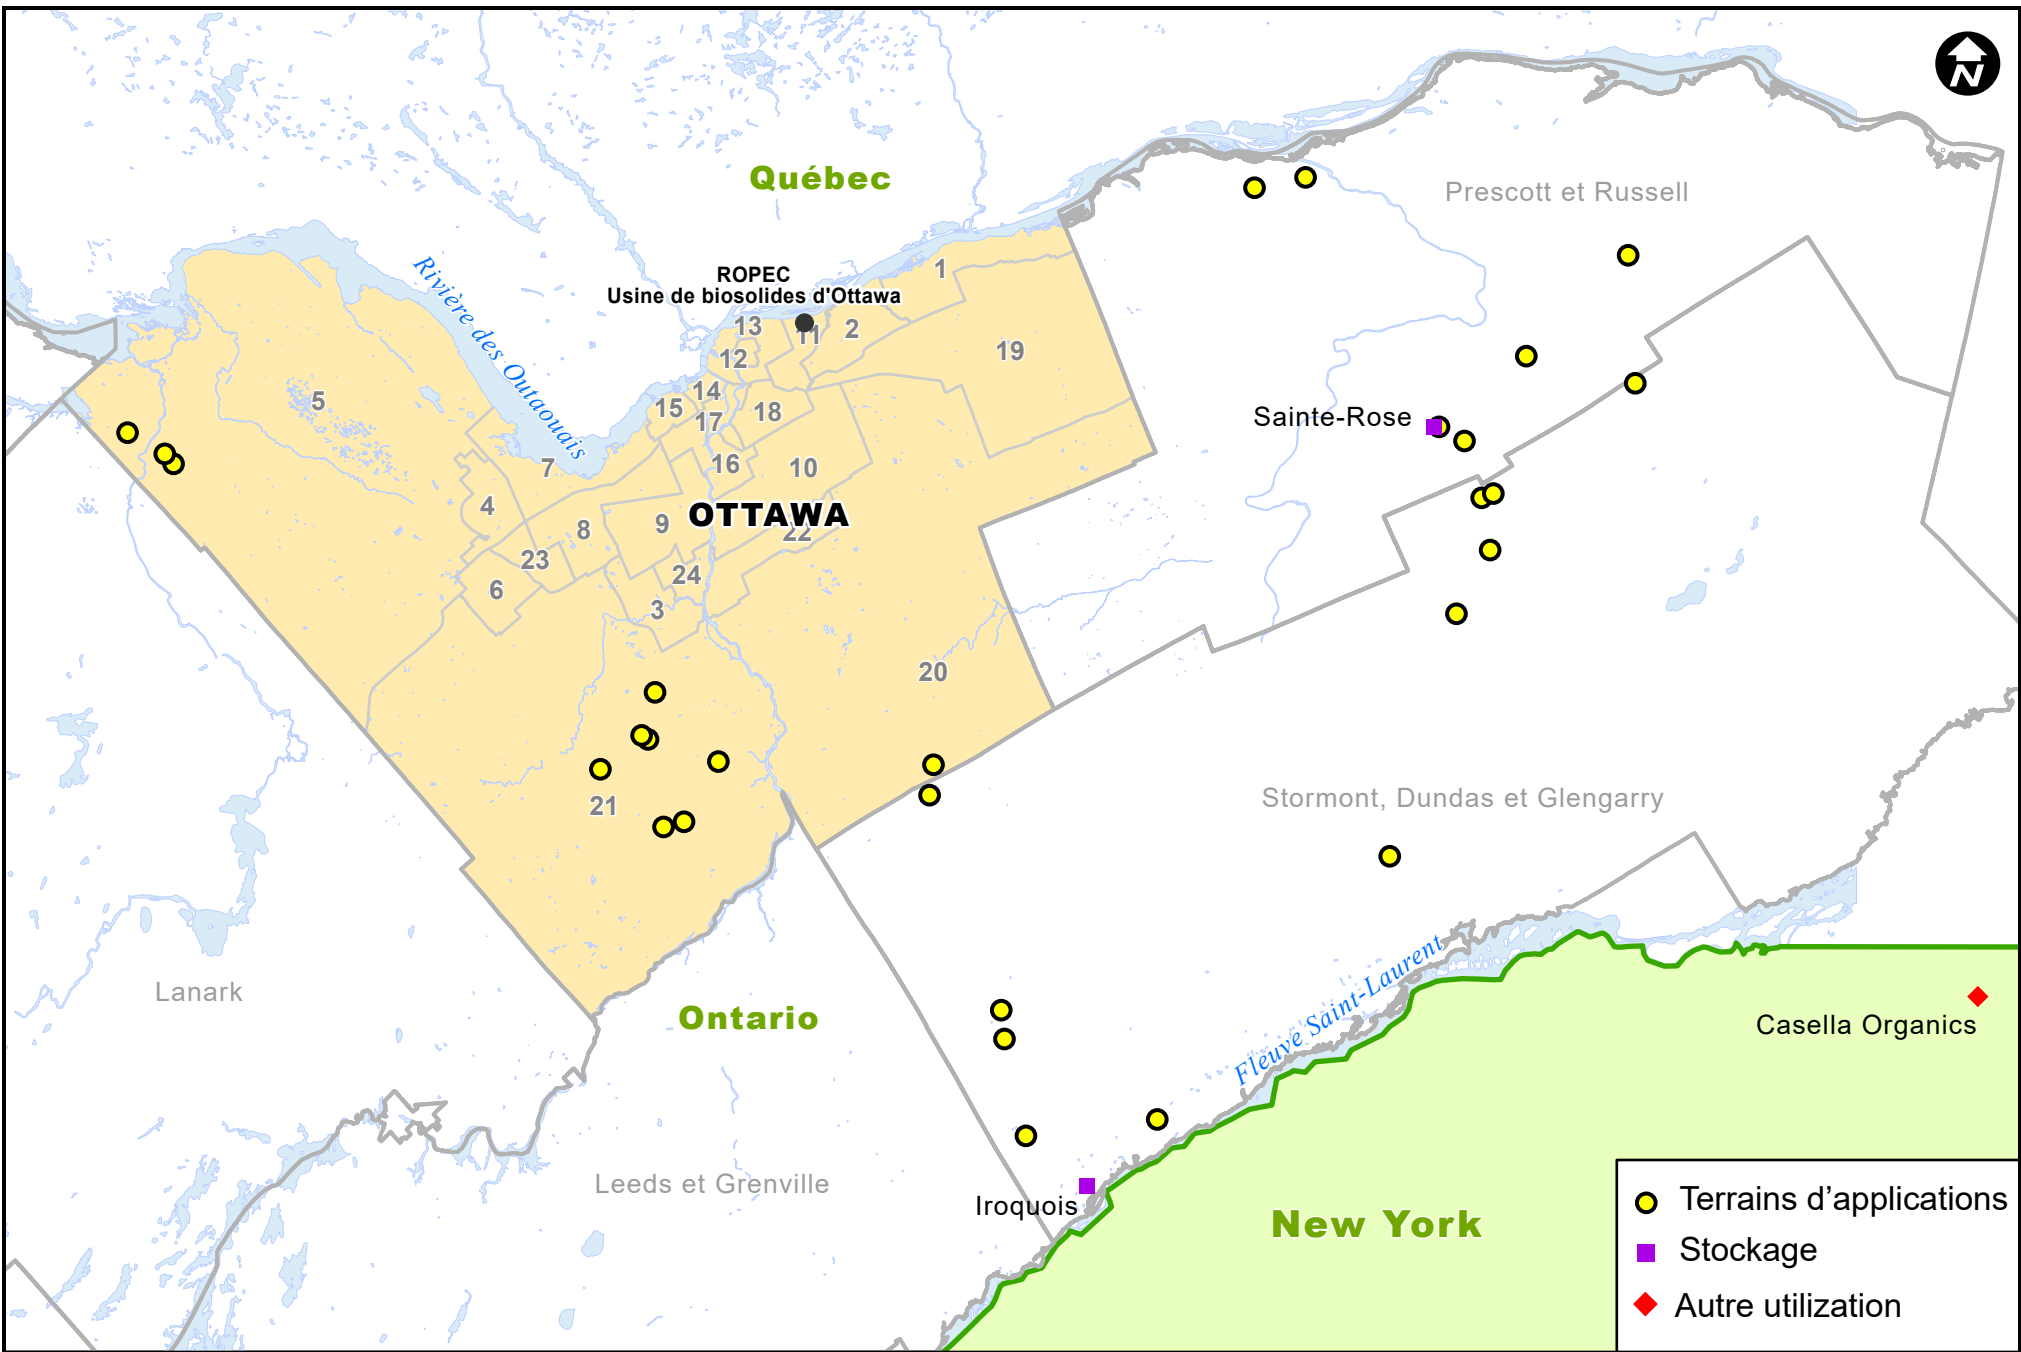 N
Québec
Prescott et Russell
Rivière des Outaouais
ROPEC
Usine de biosolides d'Ottawa
1
13
11
2
12
19
5
14
15
17
18
Sainte-Rose
7
16
10
4
OTTAWA
8
9
22
23
24
6
3
20
21
Stormont, Dundas et Glengarry
Lanark
Ontario
Fleuve Saint-Laurent
Casella Organics
Leeds et Grenville
Iroquois
New York
Terrains d’applications
Stockage
Autre utilization